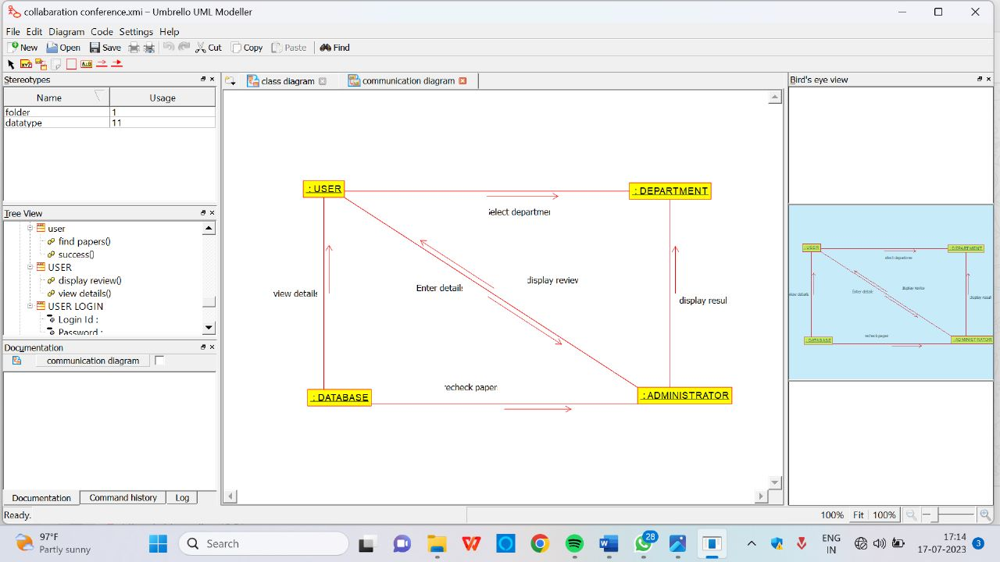 collabaration conference.xmi – Umbrello UML Modeller
File Edit Diagram Code Settings Help
New Open Save Cut Copy Paste Find
Stereotypes
Name Usage
folder 1
datatype 11
Tree View
user
find papers()
success()
USER
display review()
view details()
USER LOGIN
Login Id :
Password :
Documentation
communication diagram
Documentation Command history Log
Ready.
class diagram communication diagram
: USER
: DEPARTMENT
elect departmen
display review
Enter details
view details
display resul
recheck paper
: DATABASE
: ADMINISTRATOR
Bird's eye view
: USER
: DEPARTMENT
elect departmen
display review
Enter details
view details
display resul
recheck paper
: DATABASE
: ADMINISTRATOR
100% Fit 100%
97°F
Partly sunny
Search
28
ENG
IN
17:14
17-07-2023
3